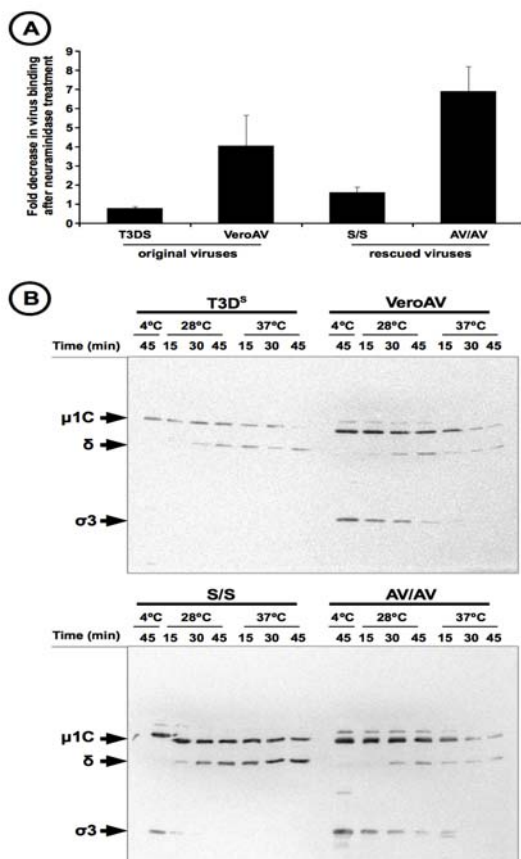 A
Fold decrease in virus binding
after neuraminidase treatment
9
8
7
6
5
4
3
2
1
0
T3DS VeroAV S/S AV/AV
original viruses rescued viruses
B
T3Dˢ VeroAV
4ºC 28ºC 37ºC 4ºC 28ºC 37ºC
Time (min) 45 15 30 45 15 30 45 45 15 30 45 15 30 45
μ1C
δ
σ3
S/S AV/AV
4ºC 28ºC 37ºC 4ºC 28ºC 37ºC
Time (min) 45 15 30 45 15 30 45 45 15 30 45 15 30 45
μ1C
δ
σ3